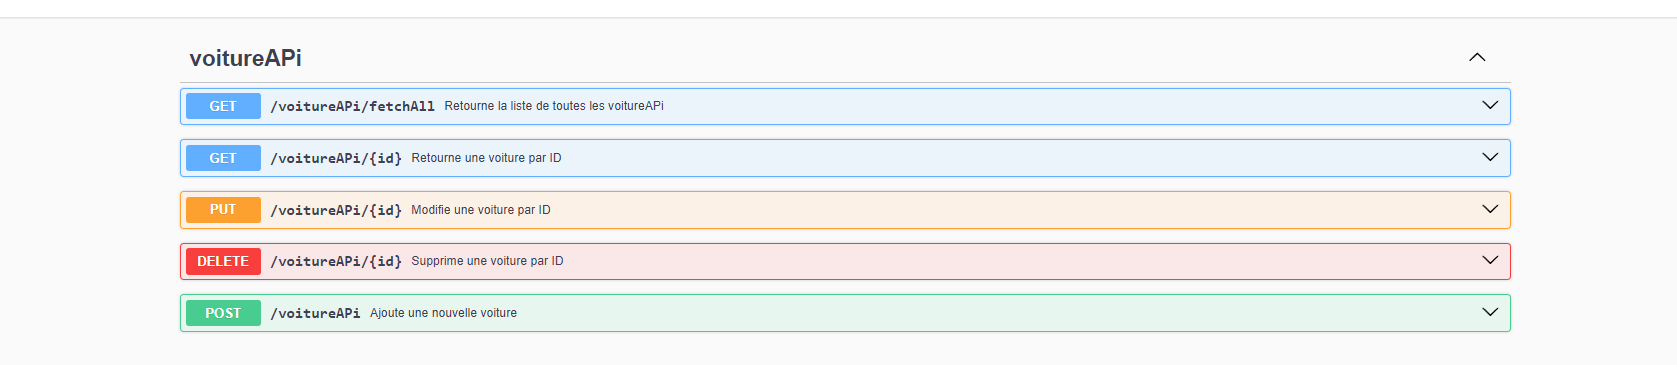 voitureAPi
GET /voitureAPi/fetchAll Retourne la liste de toutes les voitureAPi
GET /voitureAPi/{id} Retourne une voiture par ID
PUT /voitureAPi/{id} Modifie une voiture par ID
DELETE /voitureAPi/{id} Supprime une voiture par ID
POST /voitureAPi Ajoute une nouvelle voiture